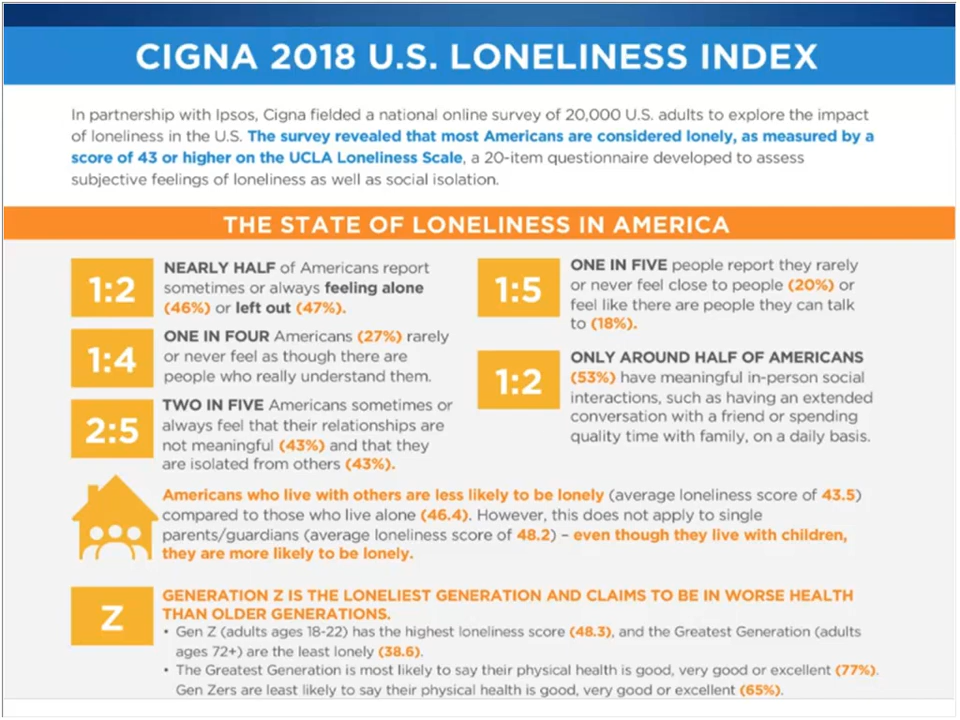 CIGNA 2018 U.S. LONELINESS INDEX
In partnership with Ipsos, Cigna fielded a national online survey of 20,000 U.S. adults to explore the impact
of loneliness in the U.S. The survey revealed that most Americans are considered lonely, as measured by a
score of 43 or higher on the UCLA Loneliness Scale, a 20-item questionnaire developed to assess
subjective feelings of loneliness as well as social isolation.
THE STATE OF LONELINESS IN AMERICA
1:2
NEARLY HALF of Americans report
sometimes or always feeling alone
(46%) or left out (47%).
1:4
ONE IN FOUR Americans (27%) rarely
or never feel as though there are
people who really understand them.
2:5
TWO IN FIVE Americans sometimes or
always feel that their relationships are
not meaningful (43%) and that they
are isolated from others (43%).
1:5
ONE IN FIVE people report they rarely
or never feel close to people (20%) or
feel like there are people they can talk
to (18%).
1:2
ONLY AROUND HALF OF AMERICANS
(53%) have meaningful in-person social
interactions, such as having an extended
conversation with a friend or spending
quality time with family, on a daily basis.
Americans who live with others are less likely to be lonely (average loneliness score of 43.5)
compared to those who live alone (46.4). However, this does not apply to single
parents/guardians (average loneliness score of 48.2) – even though they live with children,
they are more likely to be lonely.
Z
GENERATION Z IS THE LONELIEST GENERATION AND CLAIMS TO BE IN WORSE HEALTH
THAN OLDER GENERATIONS.
• Gen Z (adults ages 18-22) has the highest loneliness score (48.3), and the Greatest Generation (adults
ages 72+) are the least lonely (38.6).
• The Greatest Generation is most likely to say their physical health is good, very good or excellent (77%).
Gen Zers are least likely to say their physical health is good, very good or excellent (65%).